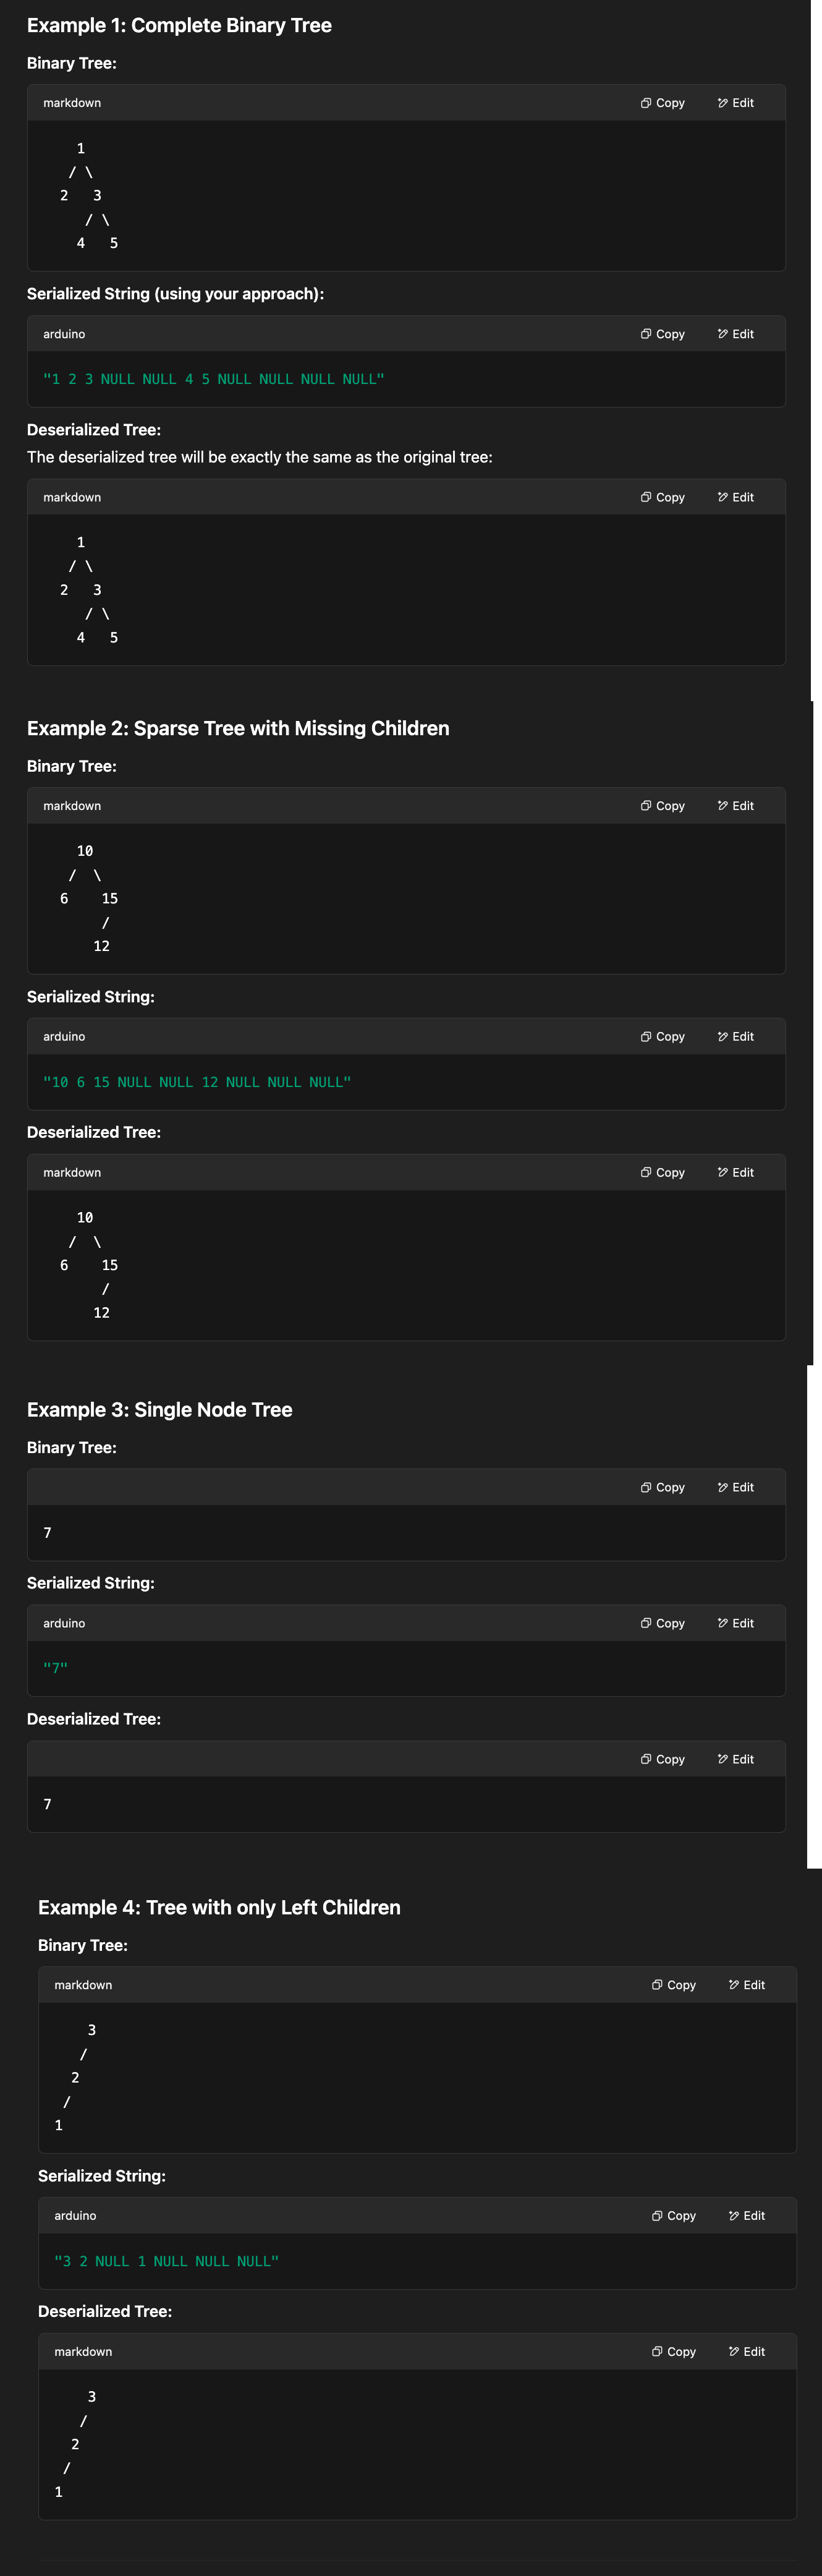 Example 1: Complete Binary Tree
Binary Tree:
markdown Copy Edit
1
/ \
2 3
/ \
4 5
Serialized String (using your approach):
arduino Copy Edit
"1 2 3 NULL NULL 4 5 NULL NULL NULL NULL"
Deserialized Tree:
The deserialized tree will be exactly the same as the original tree:
markdown Copy Edit
1
/ \
2 3
/ \
4 5
Example 2: Sparse Tree with Missing Children
Binary Tree:
markdown Copy Edit
10
/ \
6 15
/
12
Serialized String:
arduino Copy Edit
"10 6 15 NULL NULL 12 NULL NULL NULL"
Deserialized Tree:
markdown Copy Edit
10
/ \
6 15
/
12
Example 3: Single Node Tree
Binary Tree:
Copy Edit
7
Serialized String:
arduino Copy Edit
"7"
Deserialized Tree:
Copy Edit
7
Example 4: Tree with only Left Children
Binary Tree:
markdown Copy Edit
3
/
2
/
1
Serialized String:
arduino Copy Edit
"3 2 NULL 1 NULL NULL NULL"
Deserialized Tree:
markdown Copy Edit
3
/
2
/
1